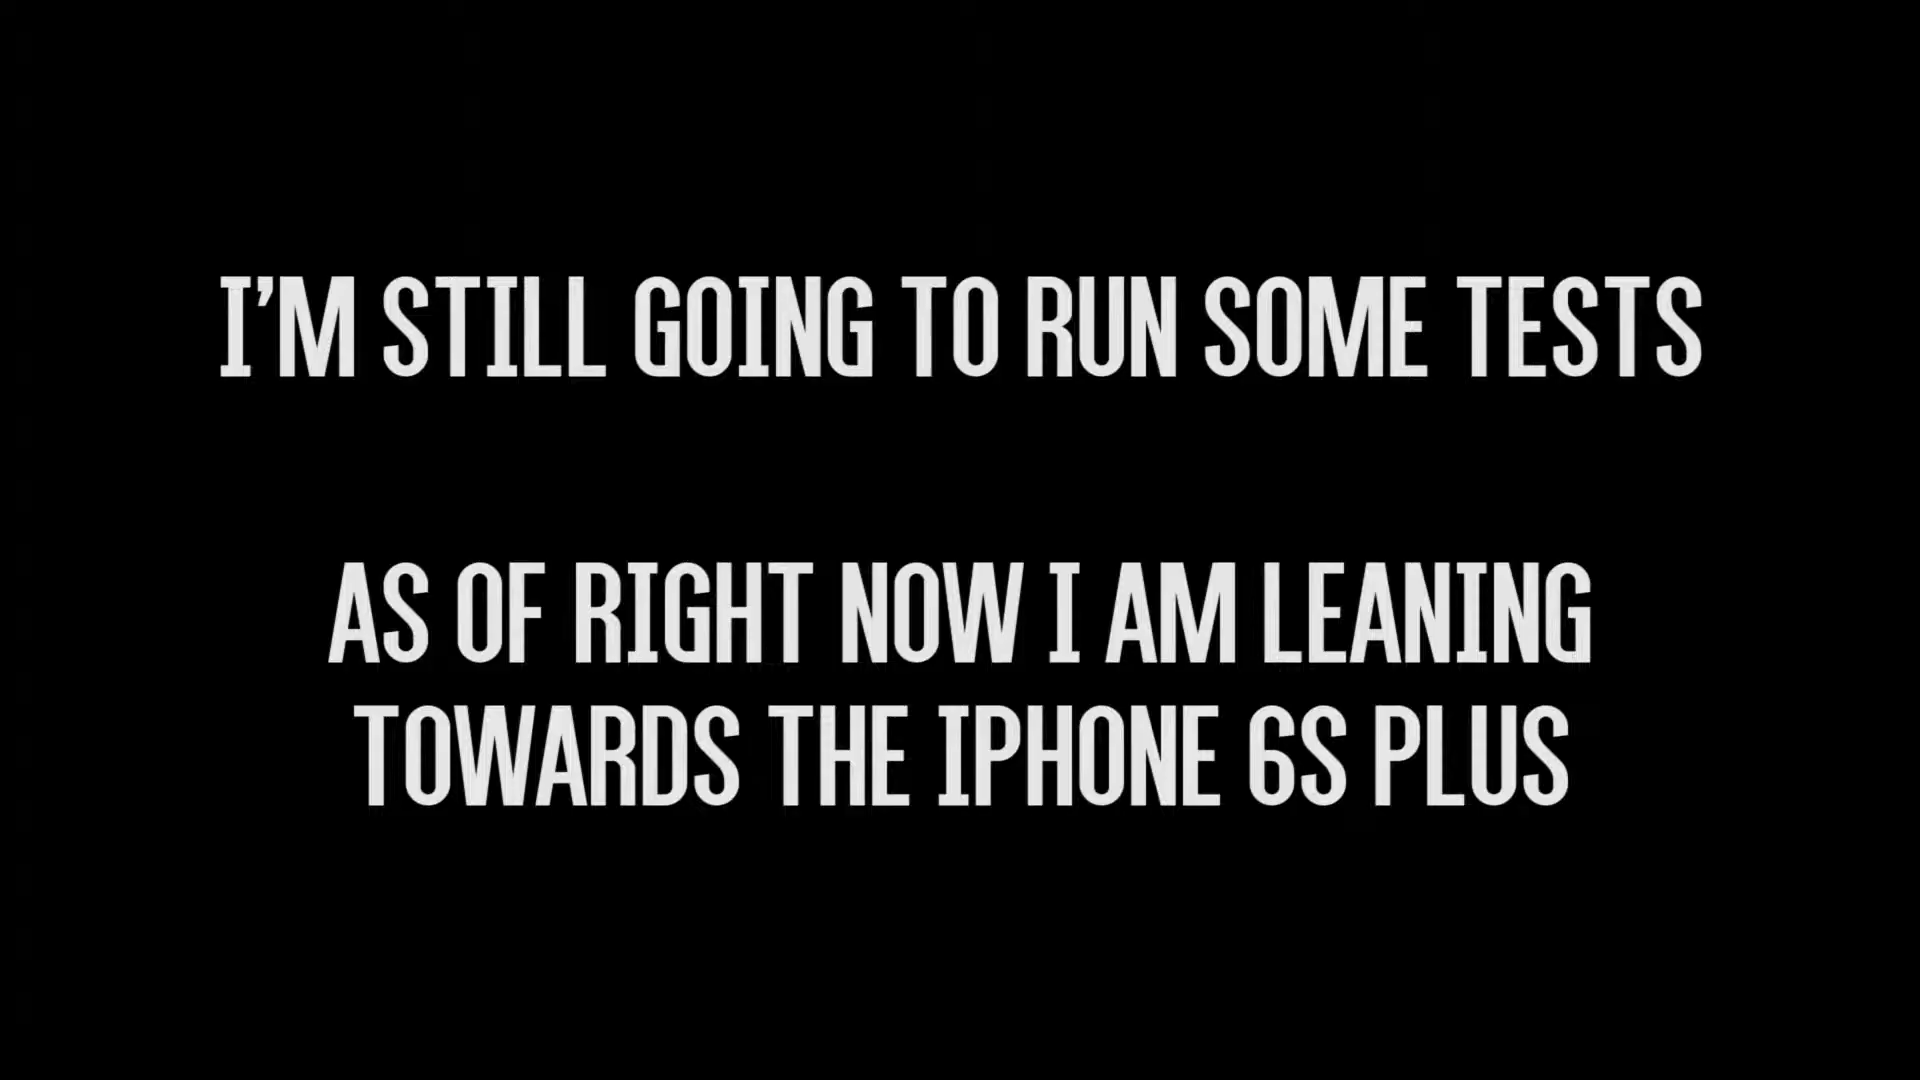 I'M STILL GOING TO RUN SOME TESTS
AS OF RIGHT NOW I AM LEANING
TOWARDS THE IPHONE 6S PLUS